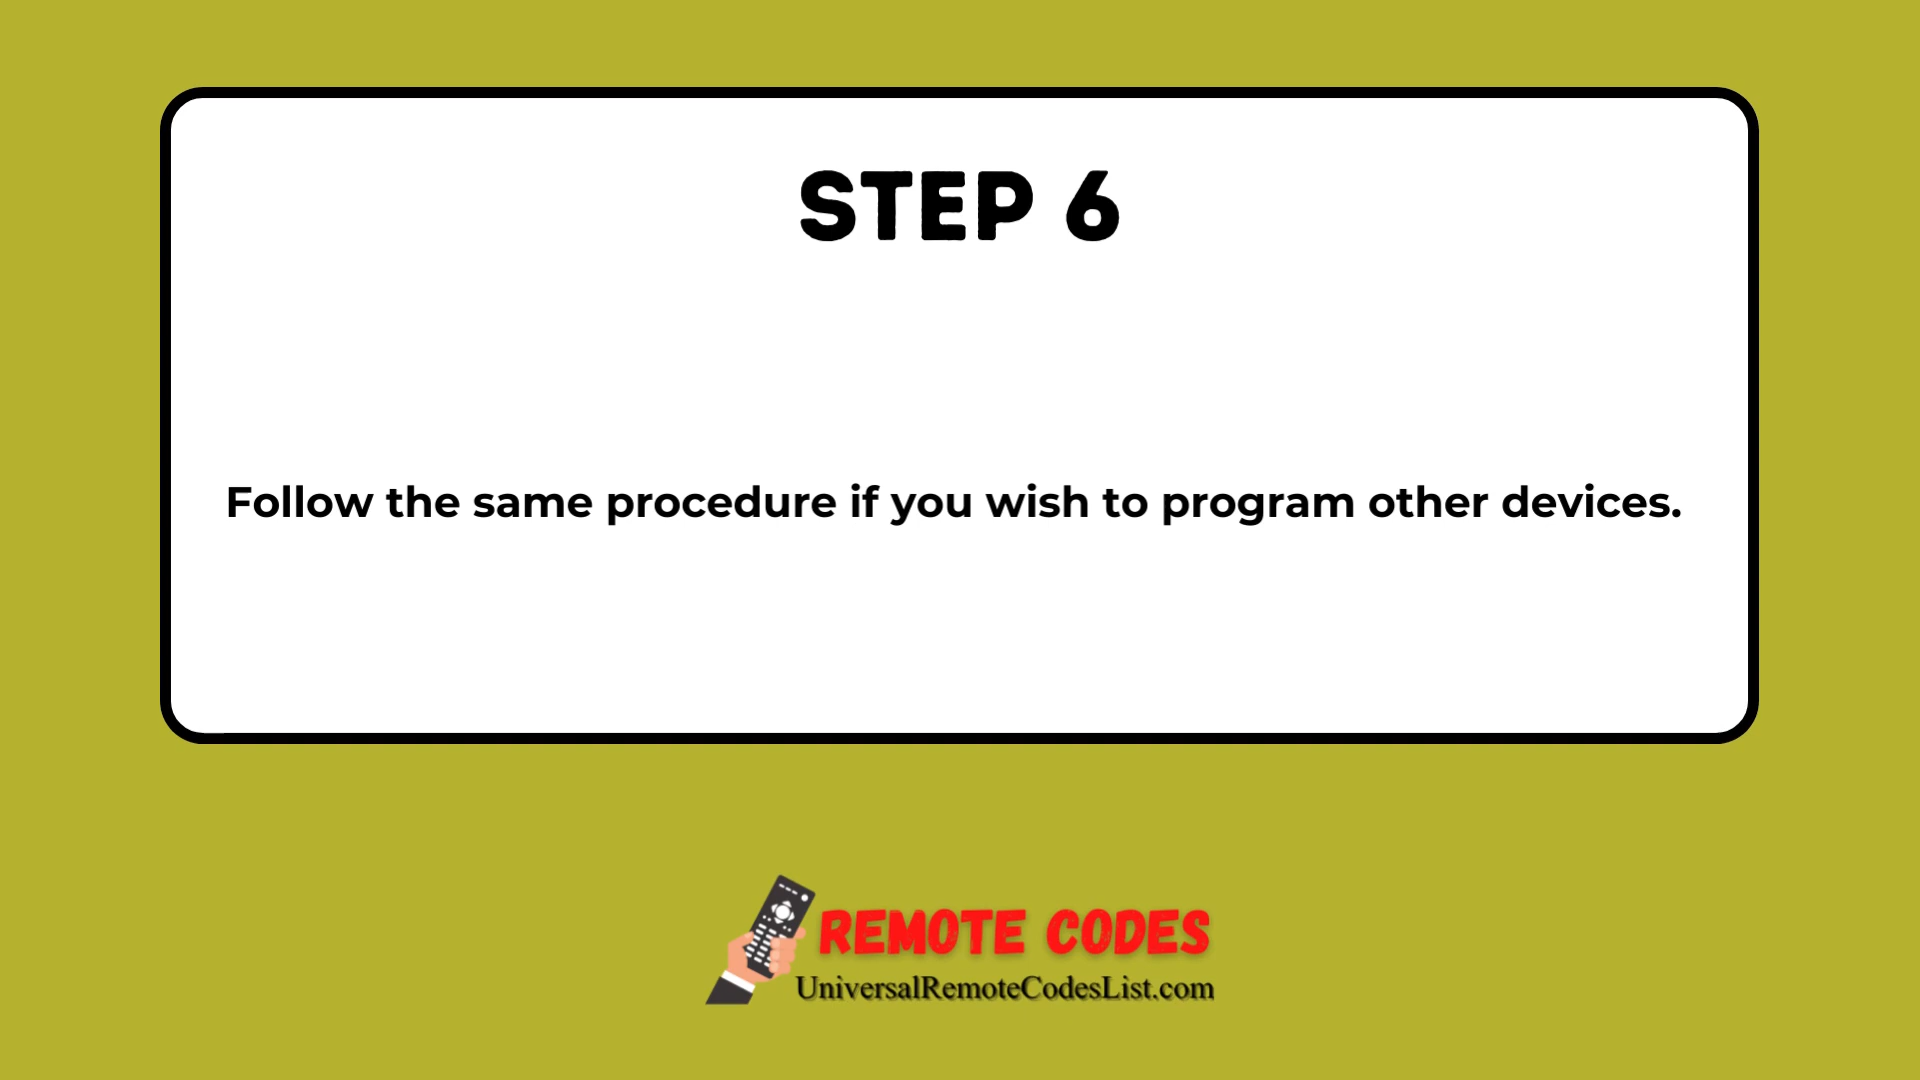 STEP 6
Follow the same procedure if you wish to program other devices.
REMOTE CODES
UniversalRemoteCodesList.com